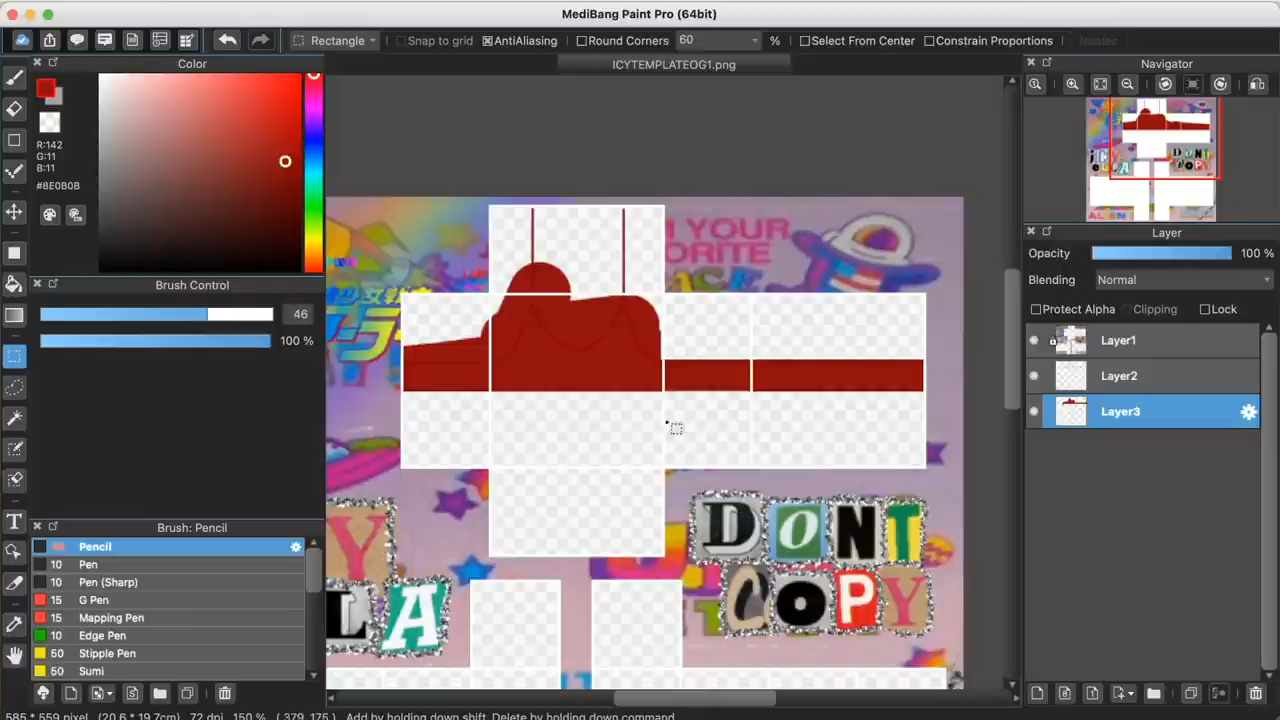 MediBang Paint Pro (64bit)
Rectangle
Snap to grid
AntiAliasing
Round Corners
60
%
Select From Center
Constrain Proportions
Color
ICYTEMPLATEOG1.png
Navigator
R:142
G:11
B:11
#8E0B0B
Brush Control
46
100 %
Layer
Opacity
100 %
Blending
Normal
Protect Alpha
Clipping
Lock
Layer1
Layer2
Layer3
YOUR
DONT
COPY
Y
LA
Brush: Pencil
Pencil
10 Pen
10 Pen (Sharp)
15 G Pen
15 Mapping Pen
10 Edge Pen
50 Stipple Pen
50 Sumi
585 * 559 pixel (20.6 * 19.7cm) 72 dpi 150 % ( 379, 175 ) Add by holding down shift, Delete by holding down command